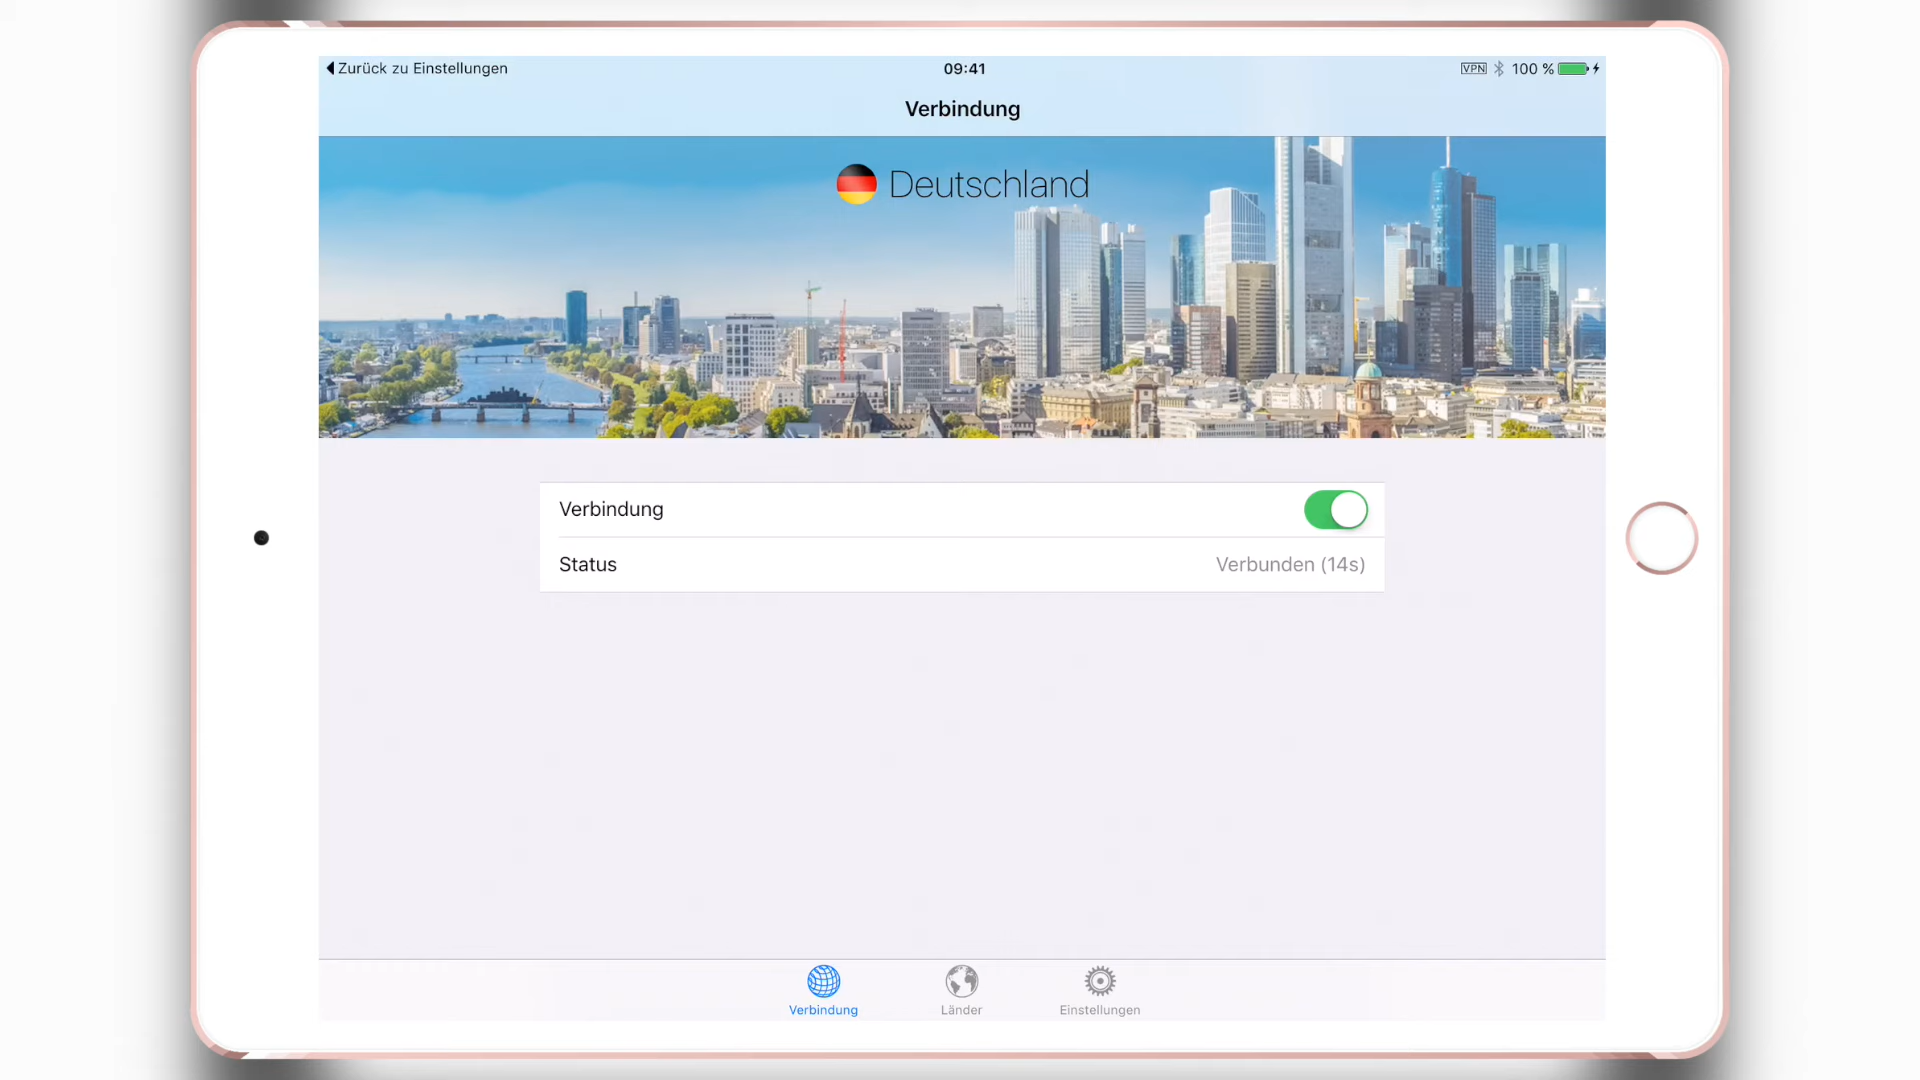 Zurück zu Einstellungen
09:41
VPN
100 %
Verbindung
Deutschland
Verbindung
Status
Verbunden (14s)
Verbindung
Länder
Einstellungen